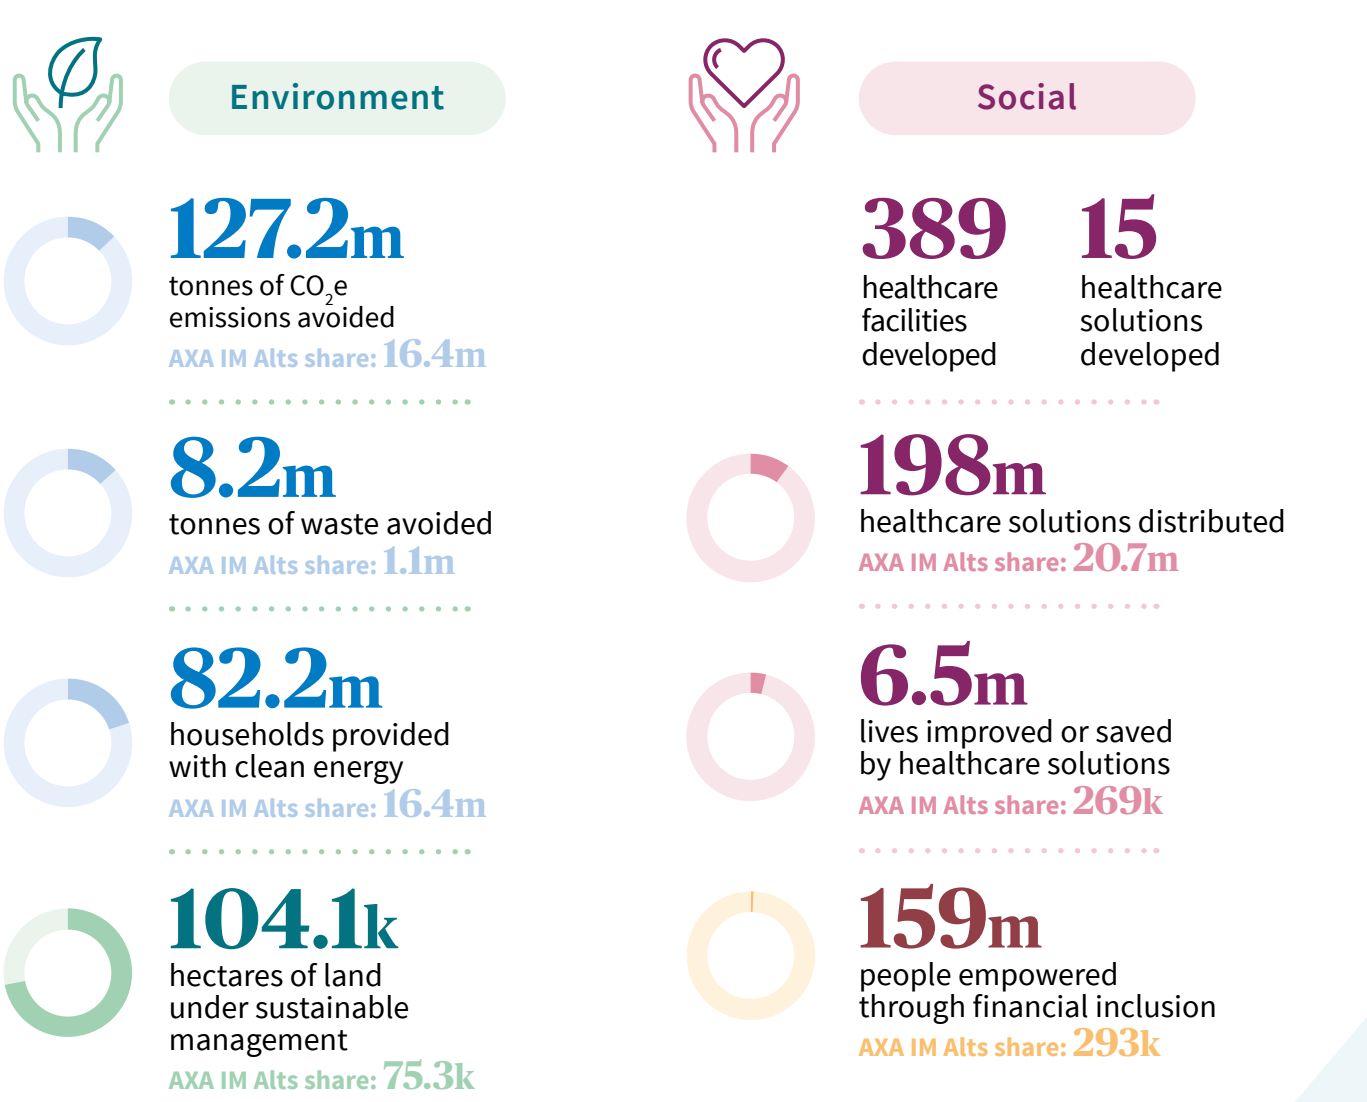 Environment
127.2m
tonnes of CO₂e
emissions avoided
AXA IM Alts share: 16.4m
8.2m
tonnes of waste avoided
AXA IM Alts share: 1.1m
82.2m
households provided
with clean energy
AXA IM Alts share: 16.4m
104.1k
hectares of land
under sustainable
management
AXA IM Alts share: 75.3k
Social
389
healthcare
facilities
developed
15
healthcare
solutions
developed
198m
healthcare solutions distributed
AXA IM Alts share: 20.7m
6.5m
lives improved or saved
by healthcare solutions
AXA IM Alts share: 269k
159m
people empowered
through financial inclusion
AXA IM Alts share: 293k